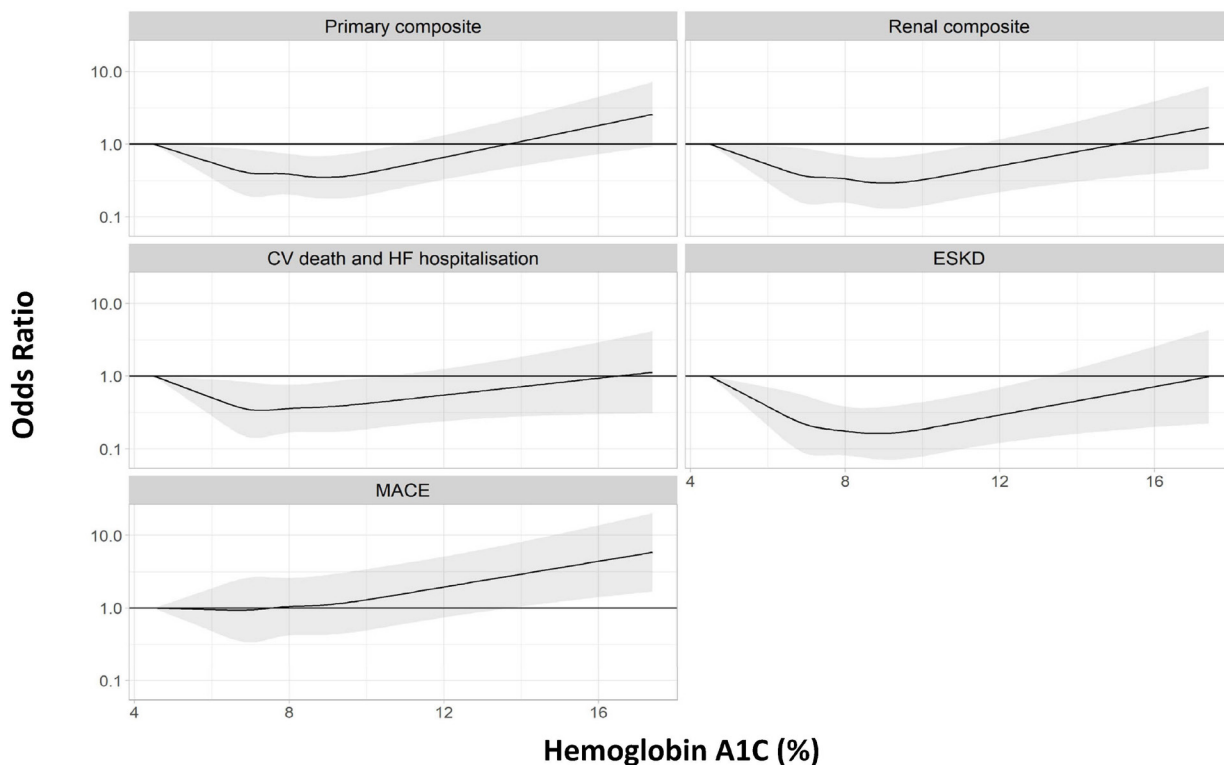 Primary composite
Renal composite
10.0
1.0
0.1
CV death and HF hospitalisation
ESKD
10.0
1.0
0.1
4
8
12
16
MACE
10.0
1.0
0.1
4
8
12
16
Odds Ratio
Hemoglobin A1C (%)